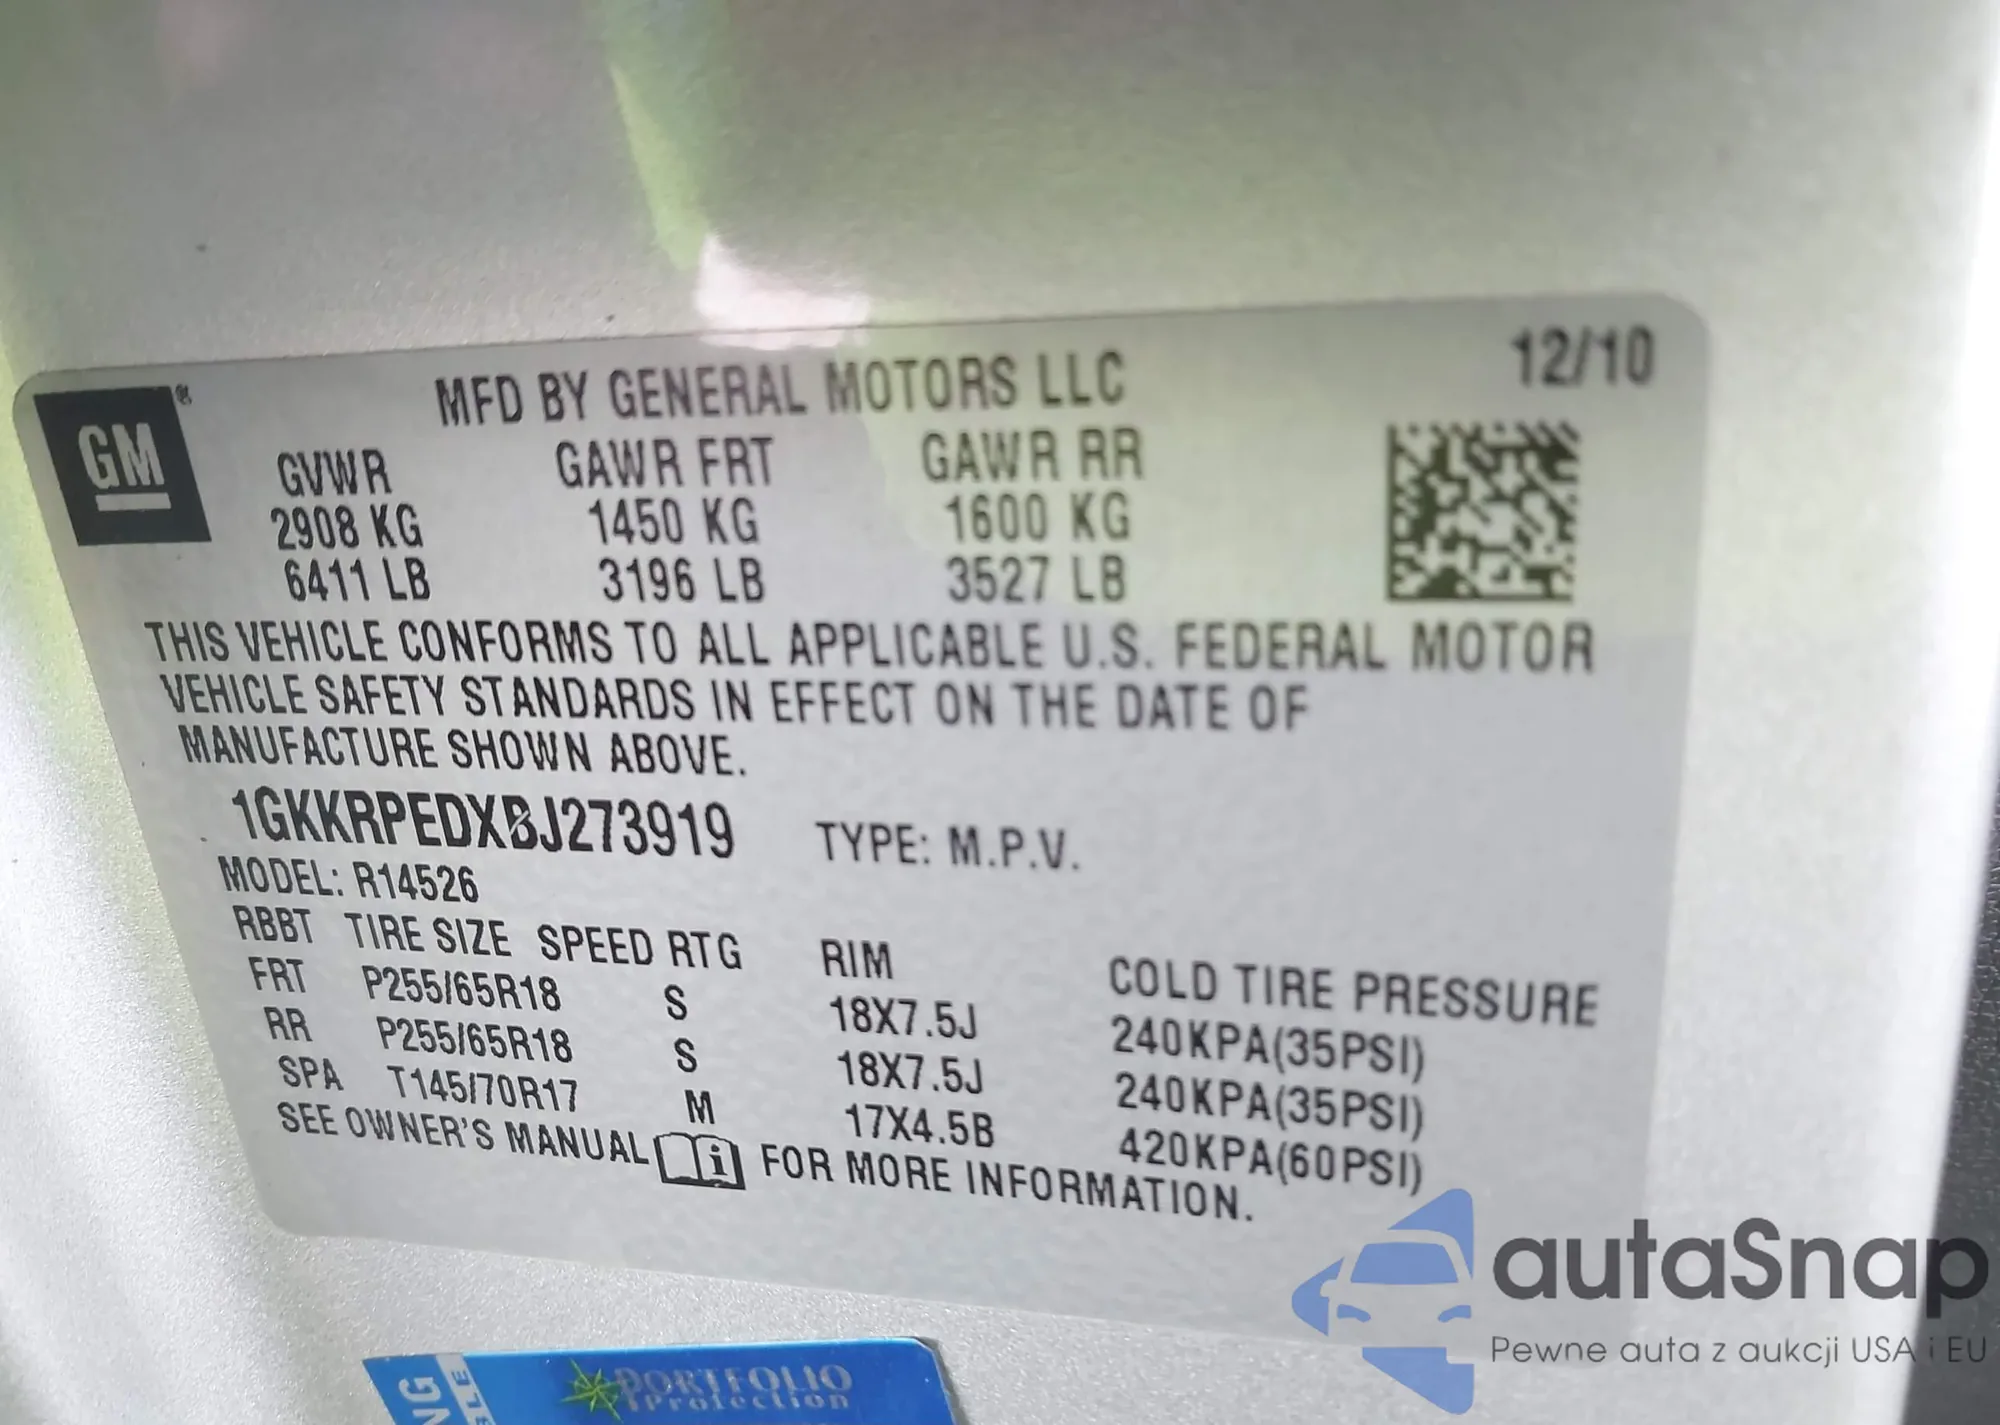 12/10
GM®
MFD BY GENERAL MOTORS LLC
GVWR GAWR FRT GAWR RR
2908 KG 1450 KG 1600 KG
6411 LB 3196 LB 3527 LB
THIS VEHICLE CONFORMS TO ALL APPLICABLE U.S. FEDERAL MOTOR
VEHICLE SAFETY STANDARDS IN EFFECT ON THE DATE OF
MANUFACTURE SHOWN ABOVE.
1GKKRPEDXBJ273919 TYPE: M.P.V.
MODEL: R14526
RBBT TIRE SIZE SPEED RTG RIM COLD TIRE PRESSURE
FRT P255/65R18 S 18X7.5J 240KPA(35PSI)
RR P255/65R18 S 18X7.5J 240KPA(35PSI)
SPA T145/70R17 M 17X4.5B 420KPA(60PSI)
SEE OWNER'S MANUAL i FOR MORE INFORMATION.
autaSnap
Pewne auta z aukcji USA i EU
PORTFOLIO
Protection